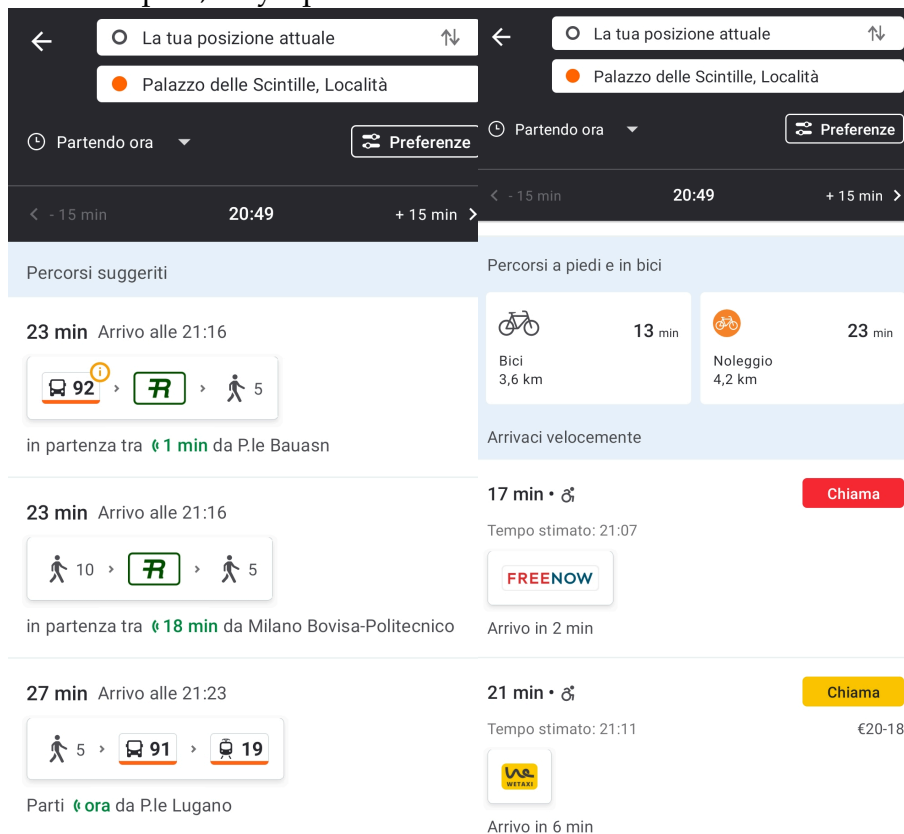 La tua posizione attuale
Palazzo delle Scintille, Località
Partendo ora
Preferenze
- 15 min
20:49
+ 15 min
Percorsi suggeriti
23 min Arrivo alle 21:16
92 R 5
in partenza tra 1 min da P.le Bauasn
23 min Arrivo alle 21:16
10 R 5
in partenza tra 18 min da Milano Bovisa-Politecnico
27 min Arrivo alle 21:23
5 91 19
Parti ora da P.le Lugano
La tua posizione attuale
Palazzo delle Scintille, Località
Partendo ora
Preferenze
- 15 min
20:49
+ 15 min
Percorsi a piedi e in bici
13 min
Bici
3,6 km
23 min
Noleggio
4,2 km
Arrivaci velocemente
17 min •
Chiama
Tempo stimato: 21:07
FREENOW
Arrivo in 2 min
21 min •
Chiama
Tempo stimato: 21:11
€20-18
WETAXI
Arrivo in 6 min